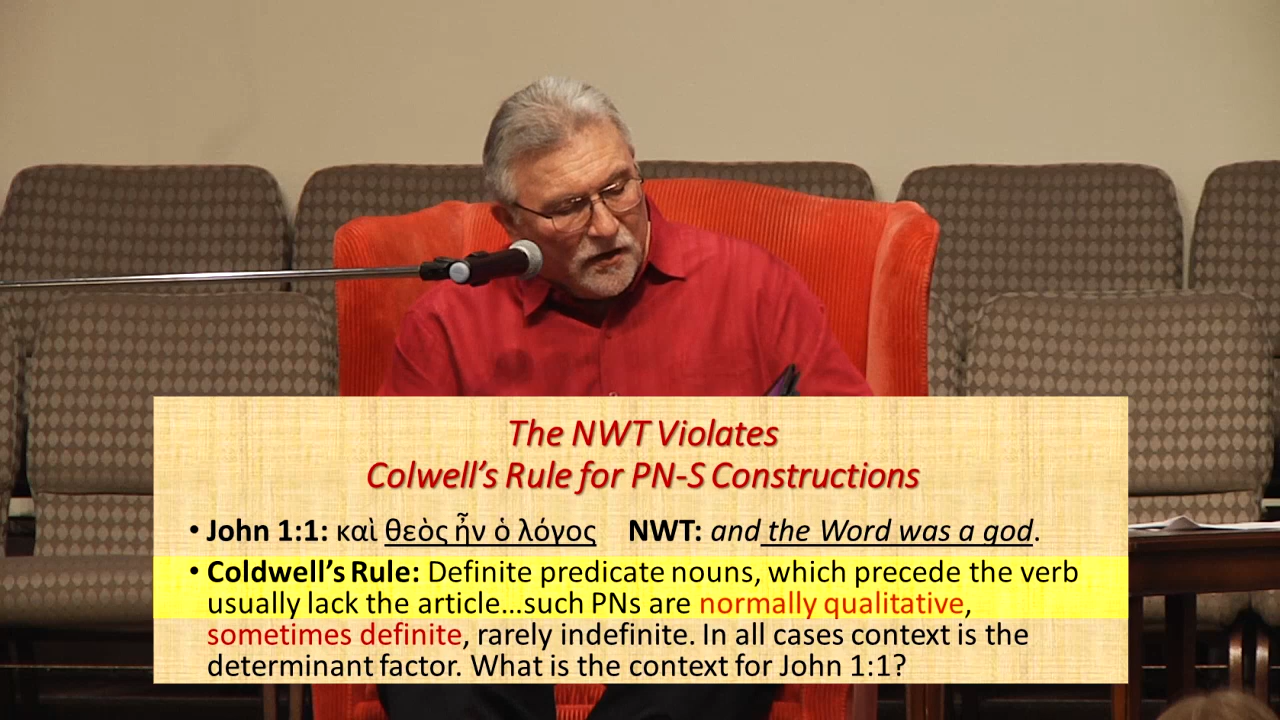 The NWT Violates
Colwell's Rule for PN-S Constructions
• John 1:1: καὶ θεὸς ἦν ὁ λόγος NWT: and the Word was a god.
• Coldwell's Rule: Definite predicate nouns, which precede the verb
usually lack the article...such PNs are normally qualitative,
sometimes definite, rarely indefinite. In all cases context is the
determinant factor. What is the context for John 1:1?